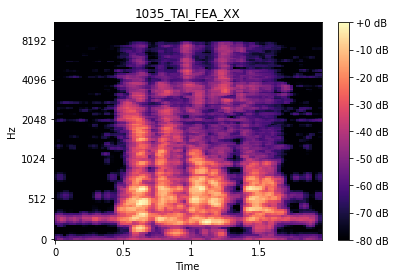 1035_TAI_FEA_XX
+0 dB
8192
-10 dB
4096
-20 dB
-30 dB
2048
Hz
-40 dB
1024
-50 dB
512
-60 dB
-70 dB
0
-80 dB
0
0.5
1
1.5
Time